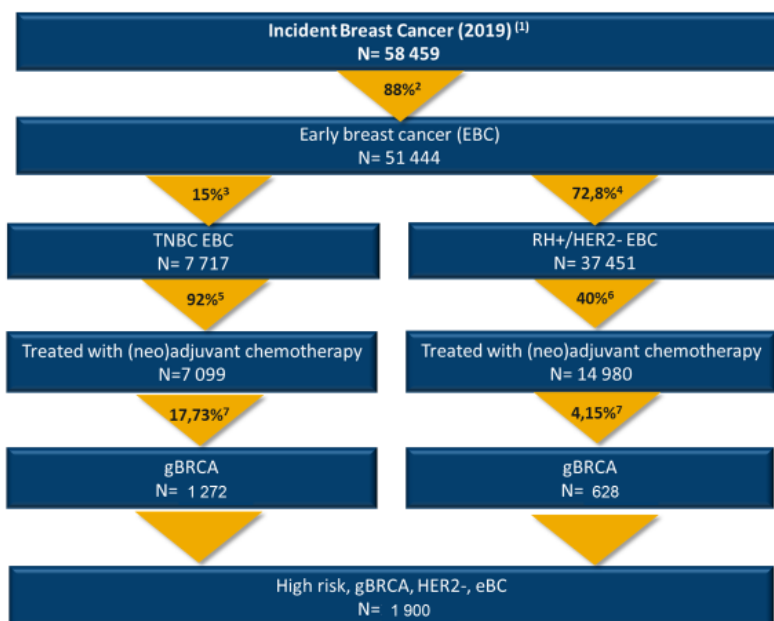 Incident Breast Cancer (2019) (1)
N= 58 459
88%²
Early breast cancer (EBC)
N= 51 444
15%³
72,8%⁴
TNBC EBC
N= 7 717
RH+/HER2- EBC
N= 37 451
92%⁵
40%⁶
Treated with (neo)adjuvant chemotherapy
N=7 099
Treated with (neo)adjuvant chemotherapy
N= 14 980
17,73%⁷
4,15%⁷
gBRCA
N= 1 272
gBRCA
N= 628
High risk, gBRCA, HER2-, eBC
N= 1 900